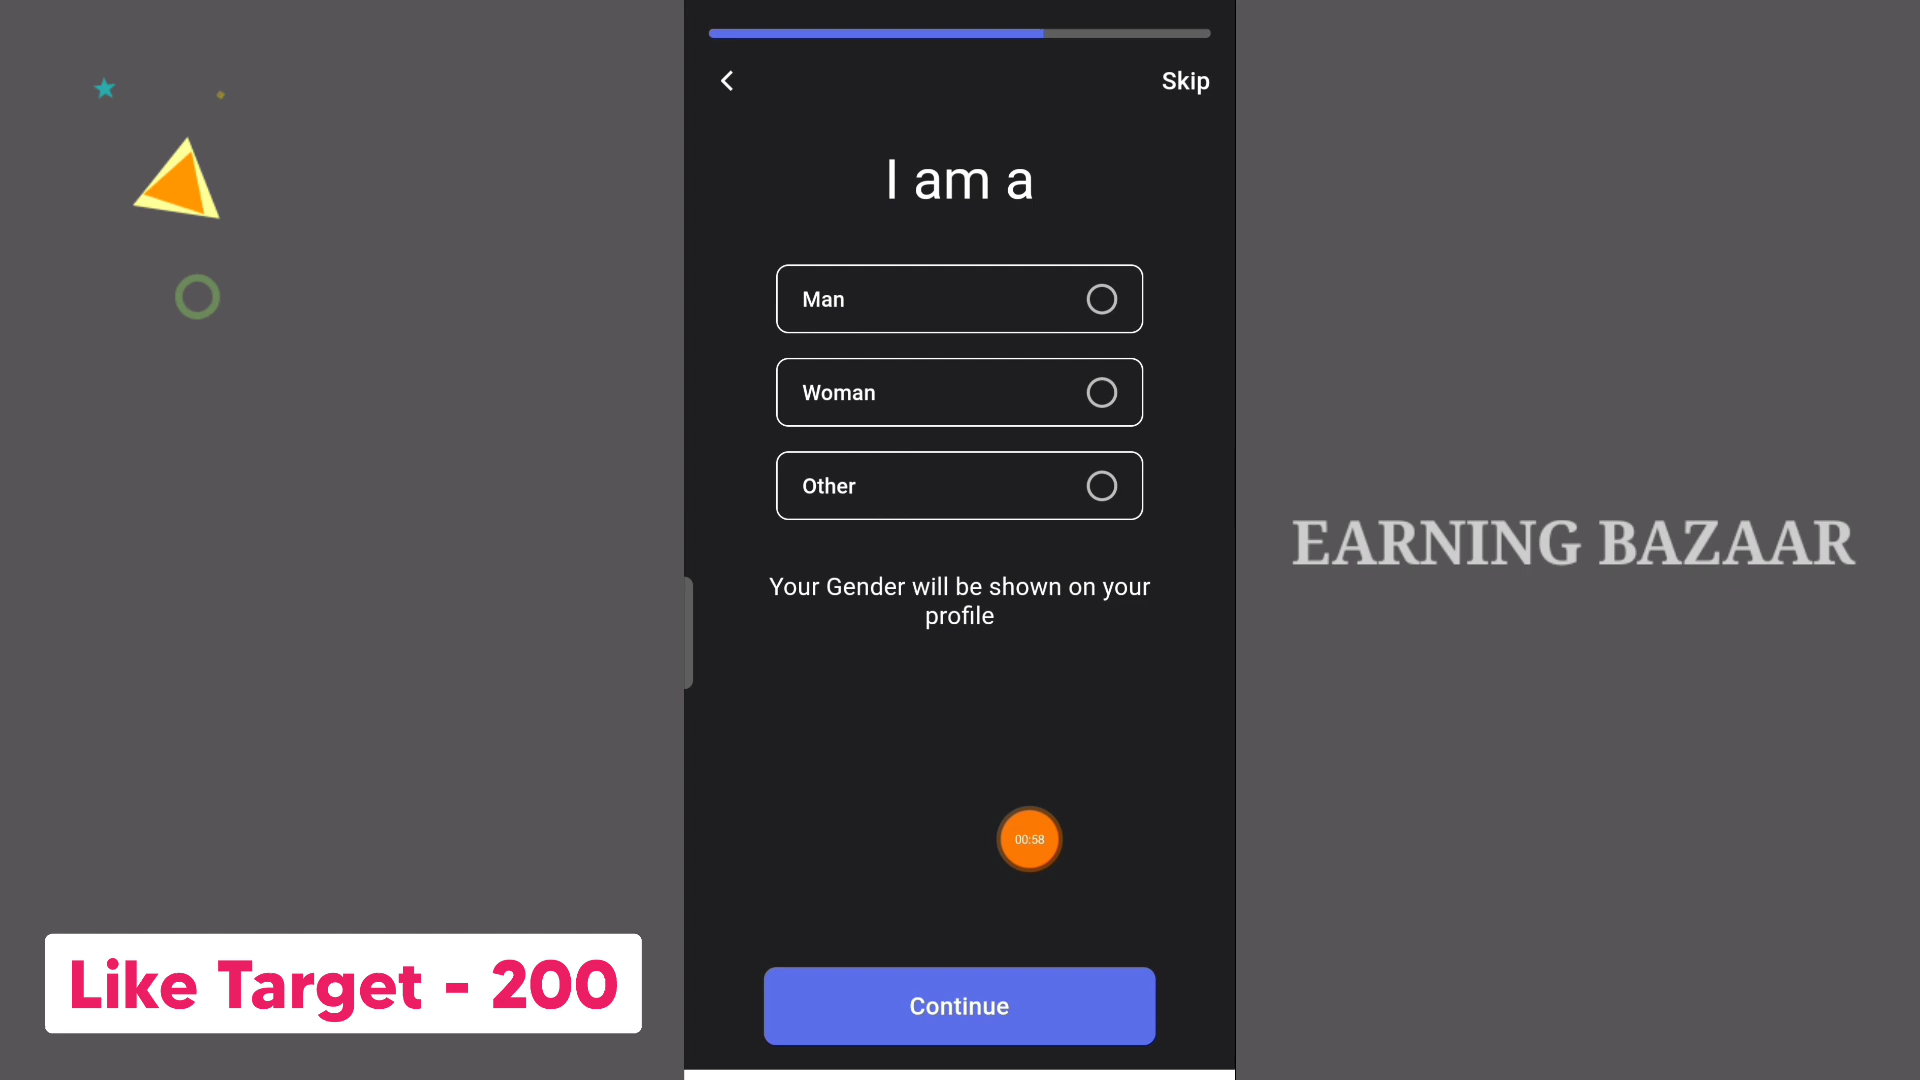 Skip
I am a
Man
Woman
Other
Your Gender will be shown on your
profile
00:58
Continue
Like Target - 200
EARNING BAZAAR